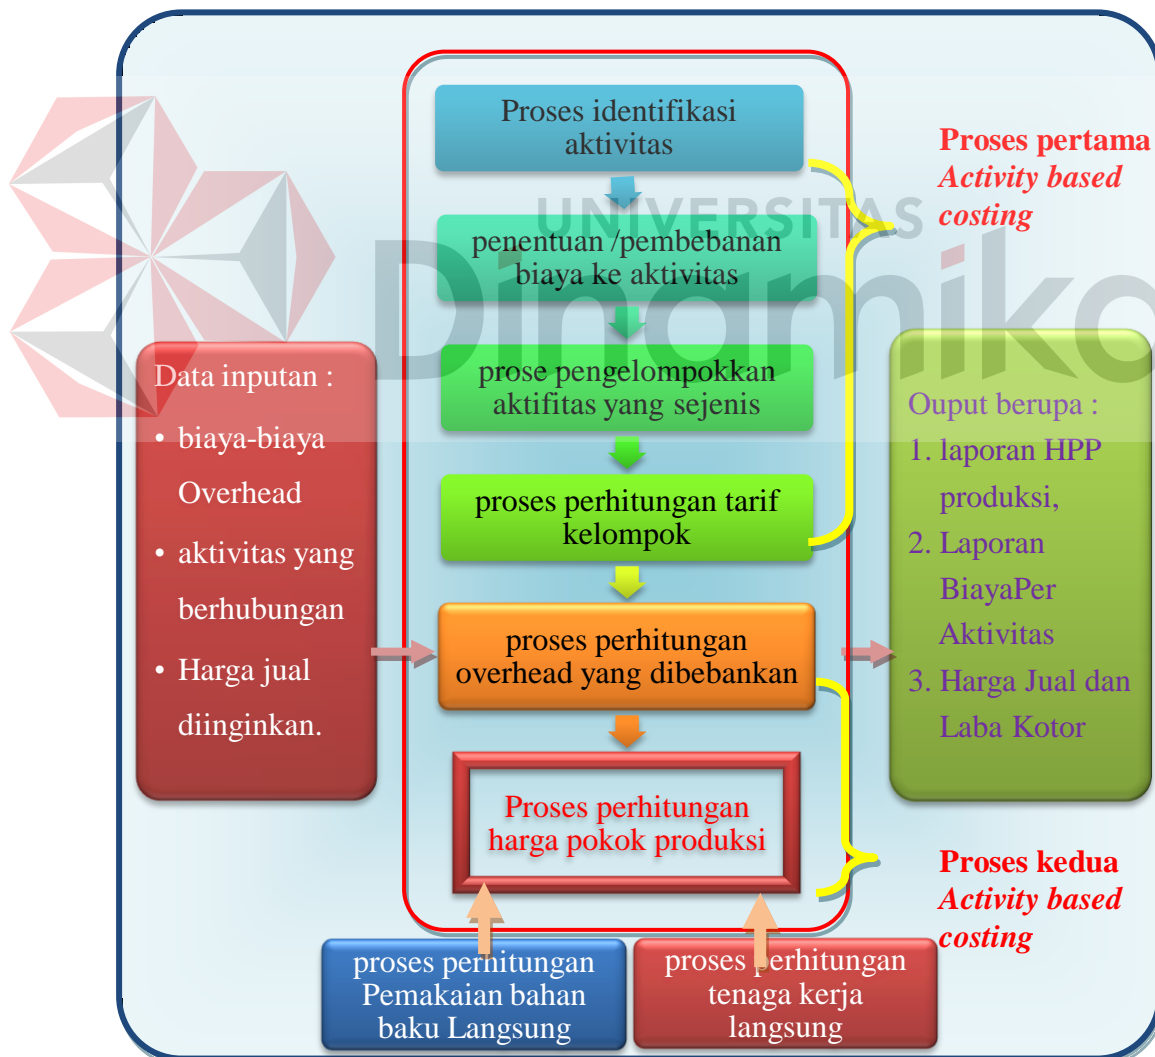 Proses identifikasi
aktivitas
Proses pertama
Activity based
costing
UNIVERSITAS
Dinamika
penentuan /pembebanan
biaya ke aktivitas
prose pengelompokkan
aktifitas yang sejenis
proses perhitungan tarif
kelompok
Data inputan :
• biaya-biaya
Overhead
• aktivitas yang
berhubungan
• Harga jual
diinginkan.
proses perhitungan
overhead yang dibebankan
Proses perhitungan
harga pokok produksi
Ouput berupa :
1. laporan HPP
produksi,
2. Laporan
BiayaPer
Aktivitas
3. Harga Jual dan
Laba Kotor
Proses kedua
Activity based
costing
proses perhitungan
Pemakaian bahan
baku Langsung
proses perhitungan
tenaga kerja
langsung